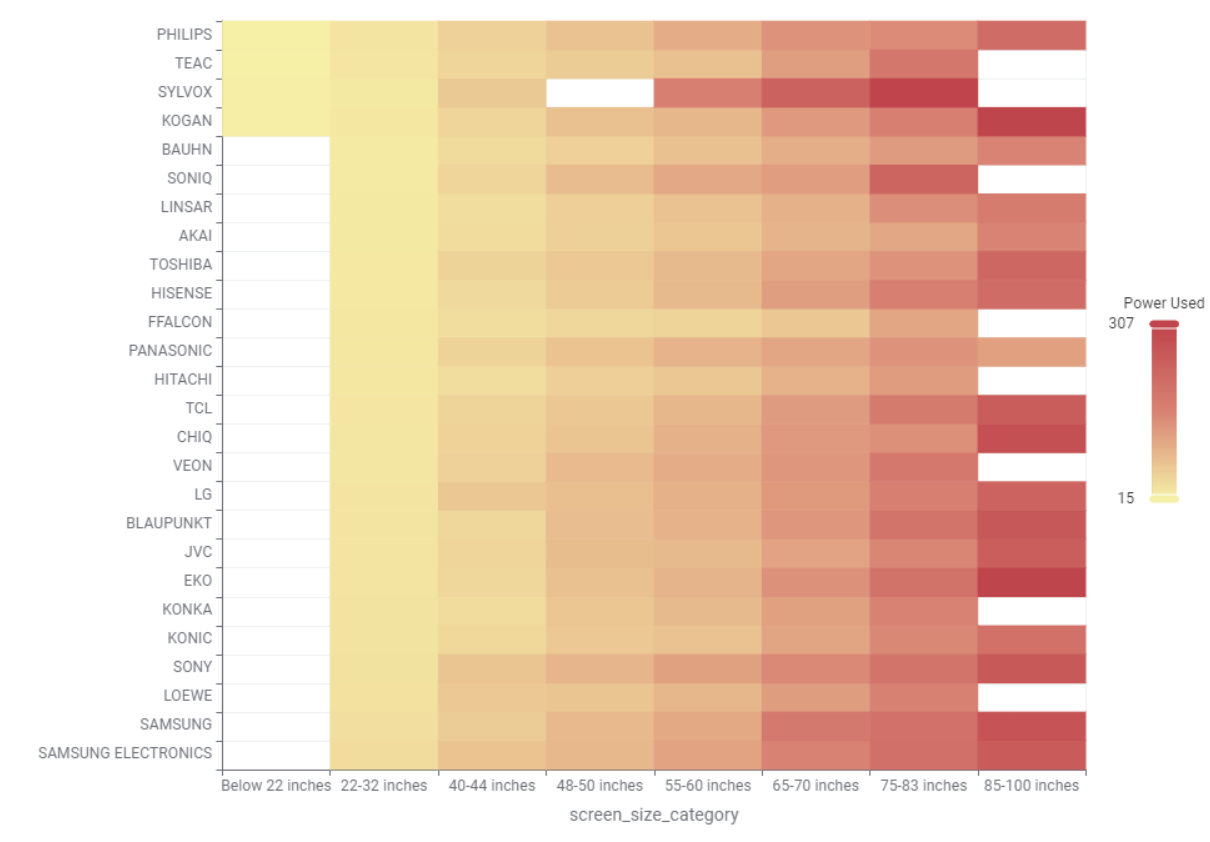 PHILIPS
TEAC
SYLVOX
KOGAN
BAUHN
SONIQ
LINSAR
AKAI
TOSHIBA
HISENSE
FFALCON
PANASONIC
HITACHI
TCL
CHIQ
VEON
LG
BLAUPUNKT
JVC
EKO
KONKA
KONIC
SONY
LOEWE
SAMSUNG
SAMSUNG ELECTRONICS
Below 22 inches 22-32 inches 40-44 inches 48-50 inches 55-60 inches 65-70 inches 75-83 inches 85-100 inches
screen_size_category
Power Used
307
15